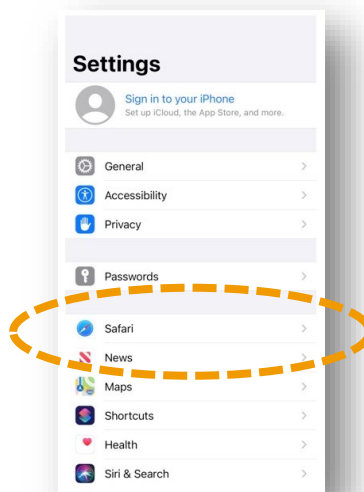 Settings
Sign in to your iPhone
Set up iCloud, the App Store, and more.
General
Accessibility
Privacy
Passwords
Safari
News
Maps
Shortcuts
Health
Siri & Search